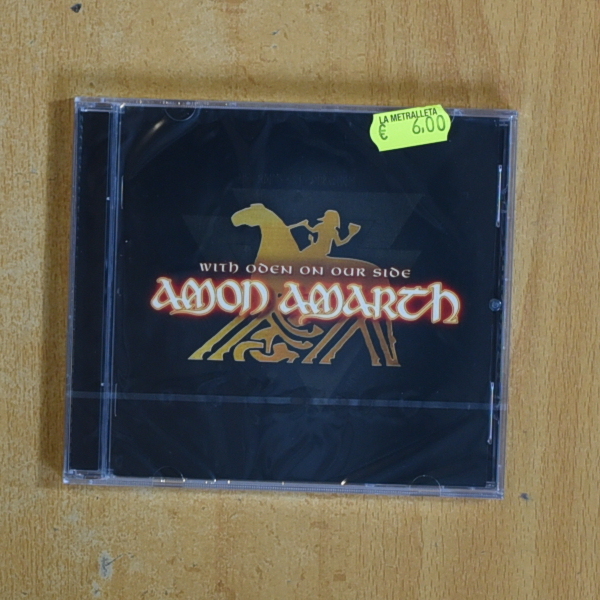 LA METRALLETA
€ 6,00
WITH ODEN ON OUR SIDE
AMON AMARTH